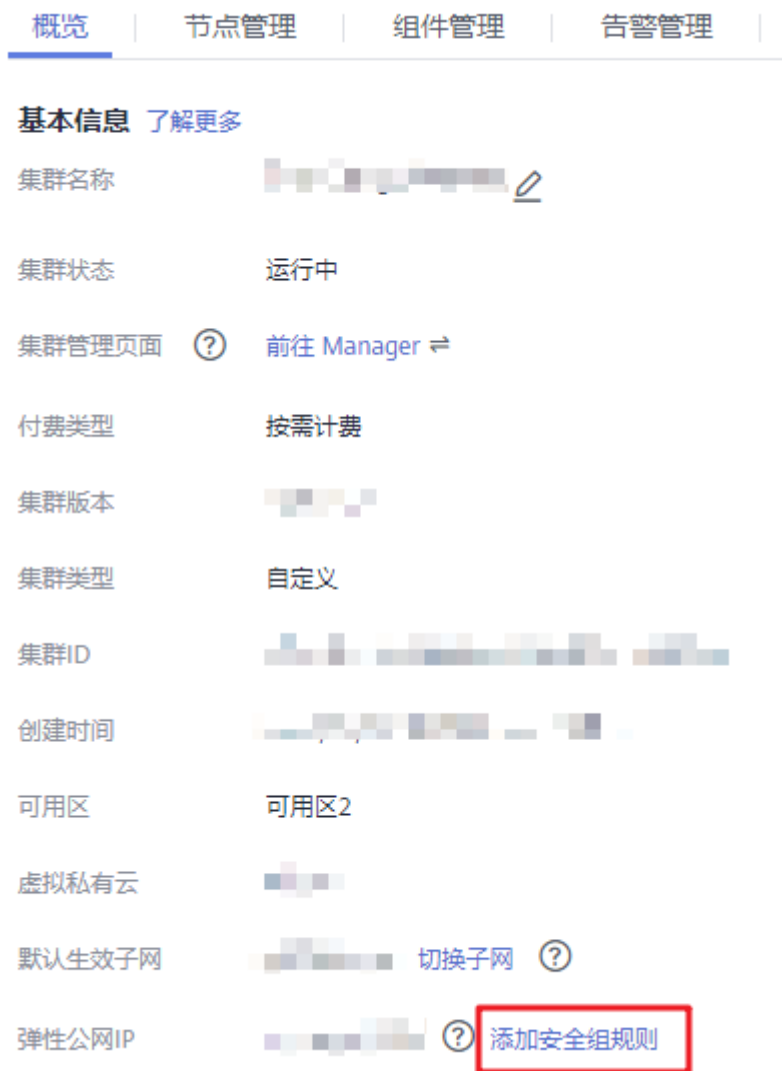 概览 节点管理 组件管理 告警管理
基本信息 了解更多
集群名称
集群状态 运行中
集群管理页面 ? 前往 Manager ⇌
付费类型 按需计费
集群版本
集群类型 自定义
集群ID
创建时间
可用区 可用区2
虚拟私有云
默认生效子网 切换子网 ?
弹性公网IP ? 添加安全组规则